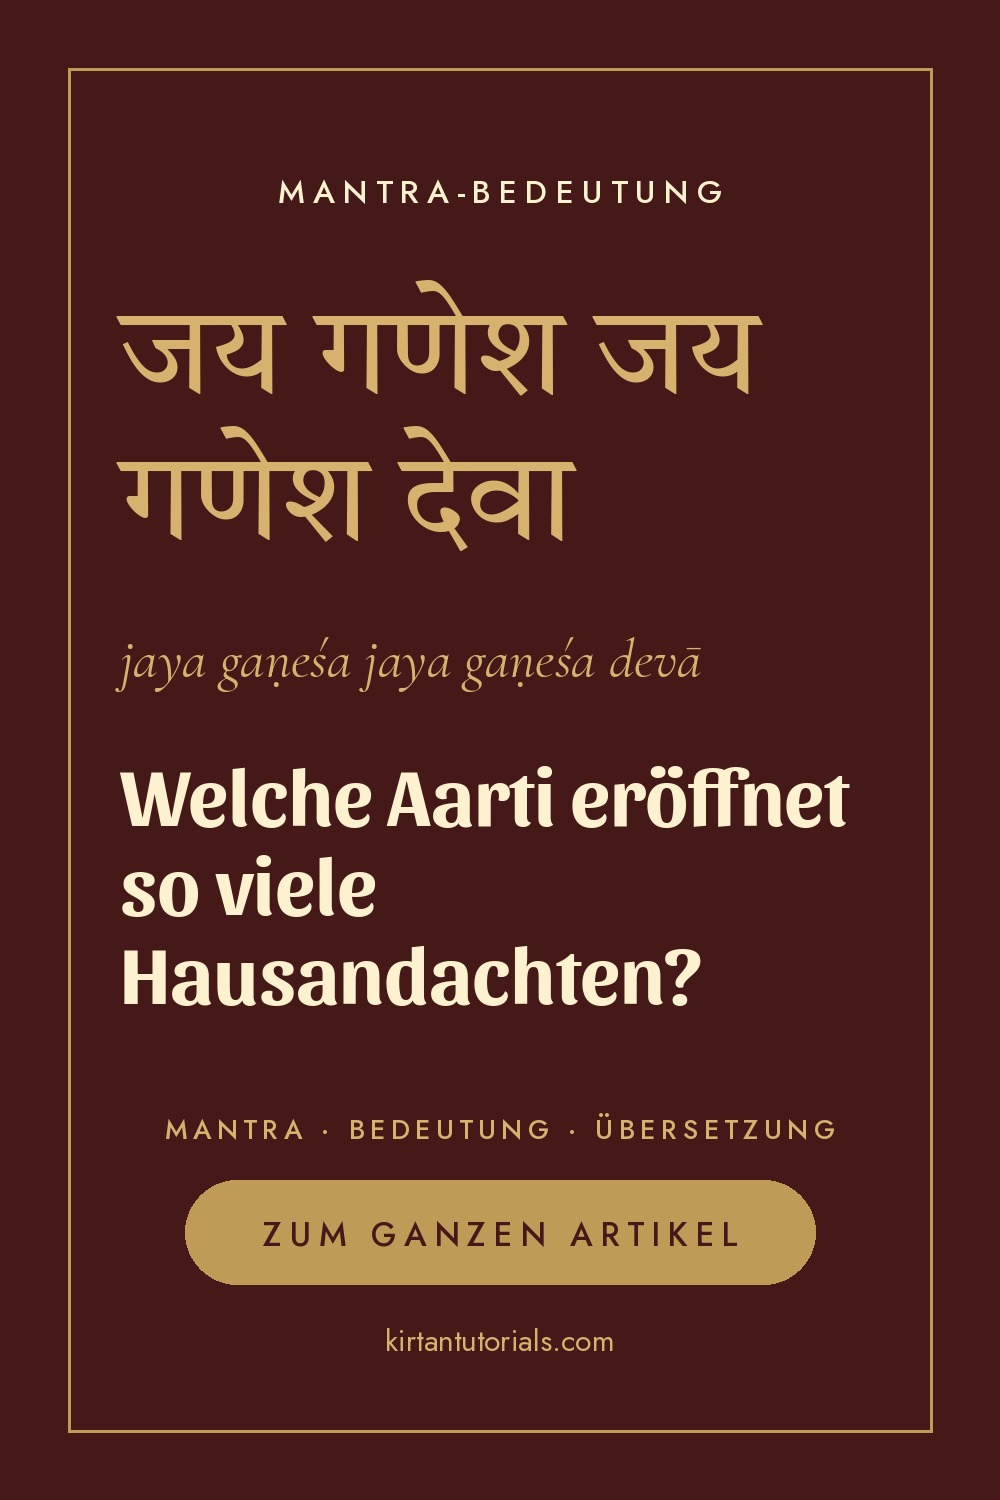 MANTRA-BEDEUTUNG
जय गणेश जय
गणेश देवा
jaya gaṇeśa jaya gaṇeśa devā
Welche Aarti eröffnet
so viele
Hausandachten?
MANTRA · BEDEUTUNG · ÜBERSETZUNG
ZUM GANZEN ARTIKEL
kirtantutorials.com